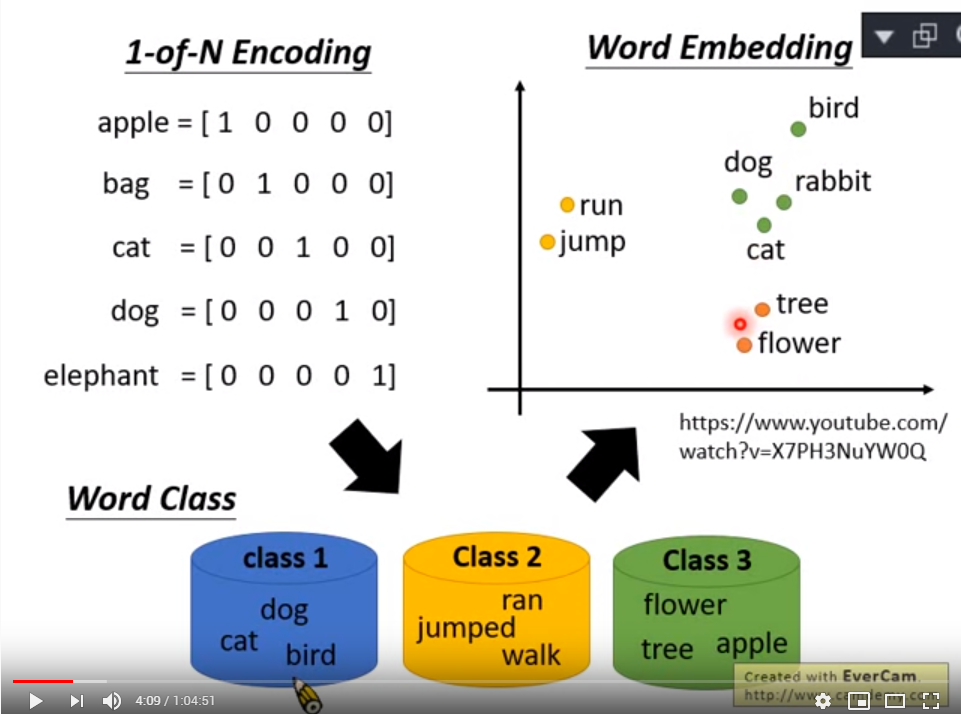 1-of-N Encoding
apple = [ 1 0 0 0 0]
bag = [ 0 1 0 0 0]
cat = [ 0 0 1 0 0]
dog = [ 0 0 0 1 0]
elephant = [ 0 0 0 0 1]
Word Embedding
bird
dog
rabbit
run
jump
cat
tree
flower
https://www.youtube.com/
watch?v=X7PH3NuYW0Q
Word Class
class 1
dog
cat
bird
Class 2
ran
jumped
walk
Class 3
flower
tree apple
Created with EverCam.
4:09 / 1:04:51